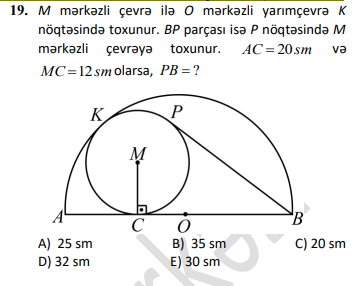 19. M mərkəzli çevrə ilə O mərkəzli yarımçevrə K
nöqtəsində toxunur. BP parçası isə P nöqtəsində M
mərkəzli çevrəyə toxunur. AC = 20 sm və
MC = 12 sm olarsa, PB = ?
K
P
M
A
C
O
B
A) 25 sm B) 35 sm C) 20 sm
D) 32 sm E) 30 sm